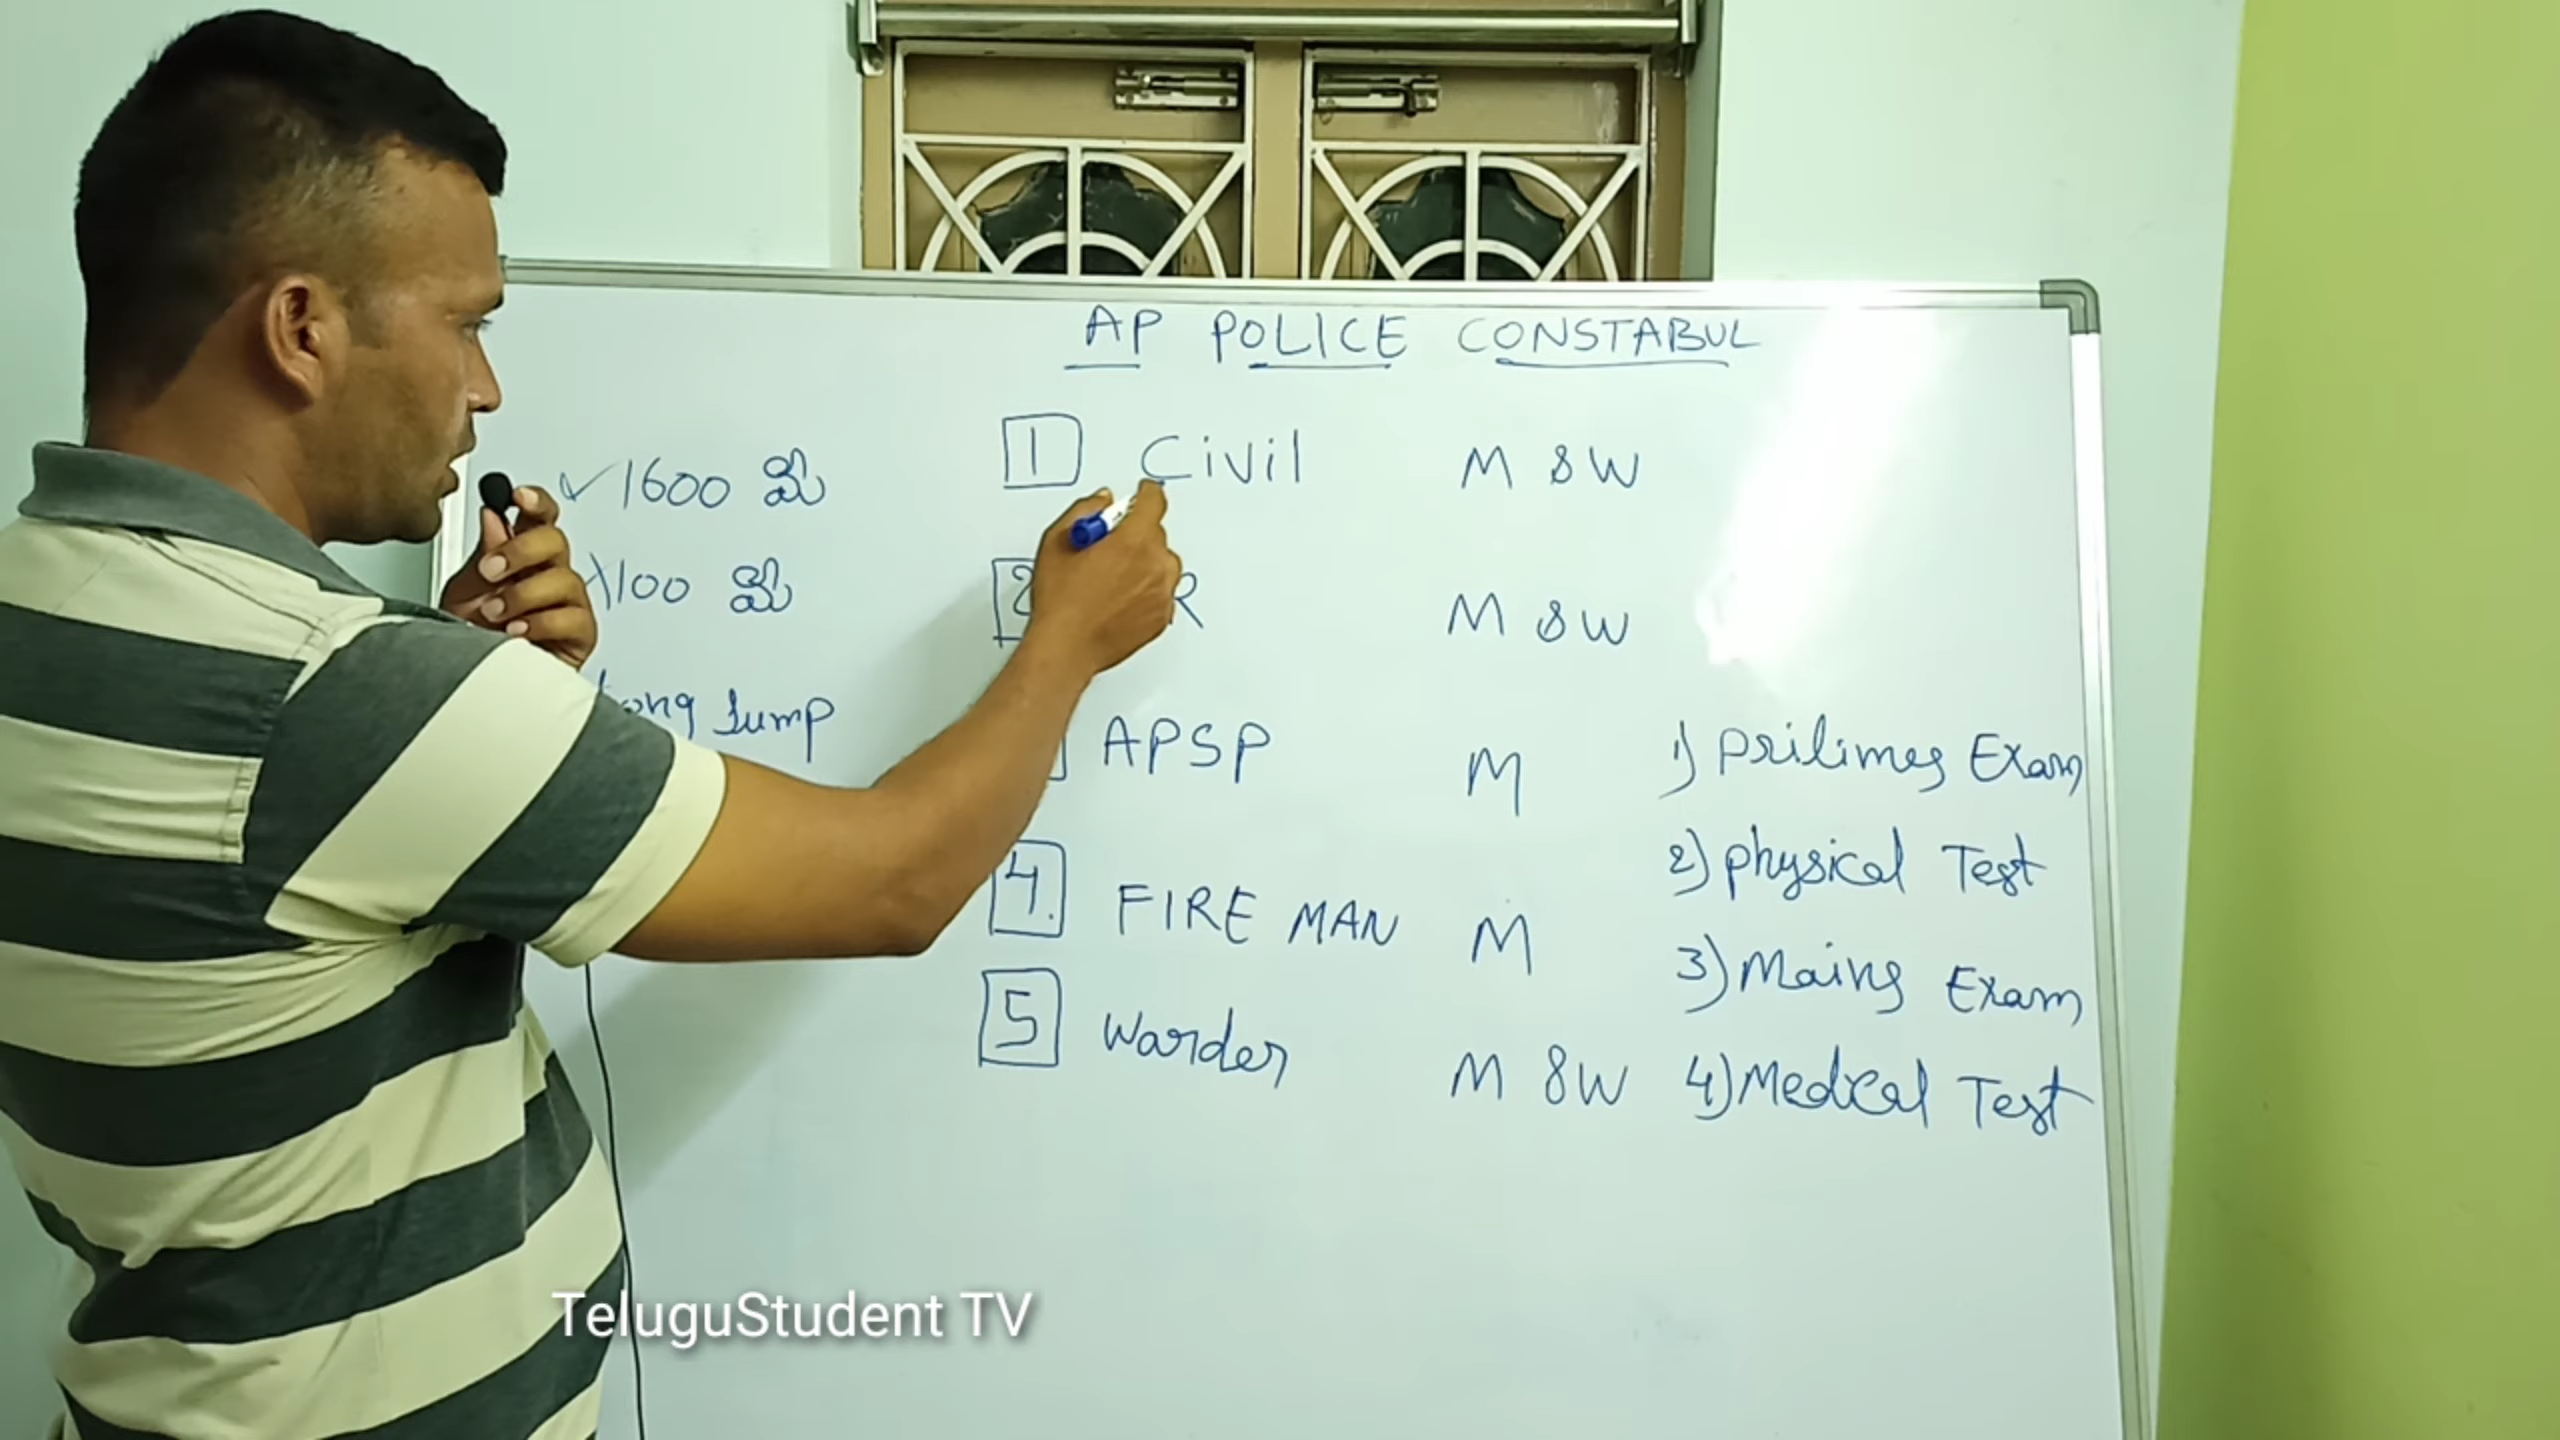 AP POLICE CONSTABUL
✓ 1600 మీ
100 మీ
Long Jump
1 Civil M & W
2 R M & W
APSP M
4. FIRE MAN M
5 Warder M & W
1) Prilimes Exam
2) Physical Test
3) Mains Exam
4) Medical Test
TeluguStudent TV